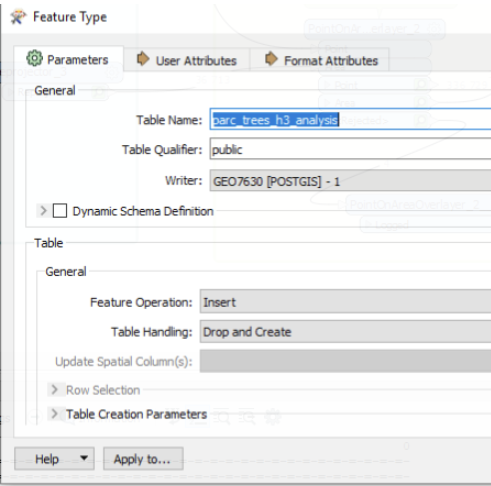 Feature Type
Parameters User Attributes Format Attributes
General
Table Name: parc_trees_h3_analysis
Table Qualifier: public
Writer: GEO7630 [POSTGIS] - 1
Dynamic Schema Definition
Table
General
Feature Operation: Insert
Table Handling: Drop and Create
Update Spatial Column(s):
Row Selection
Table Creation Parameters
Help Apply to...